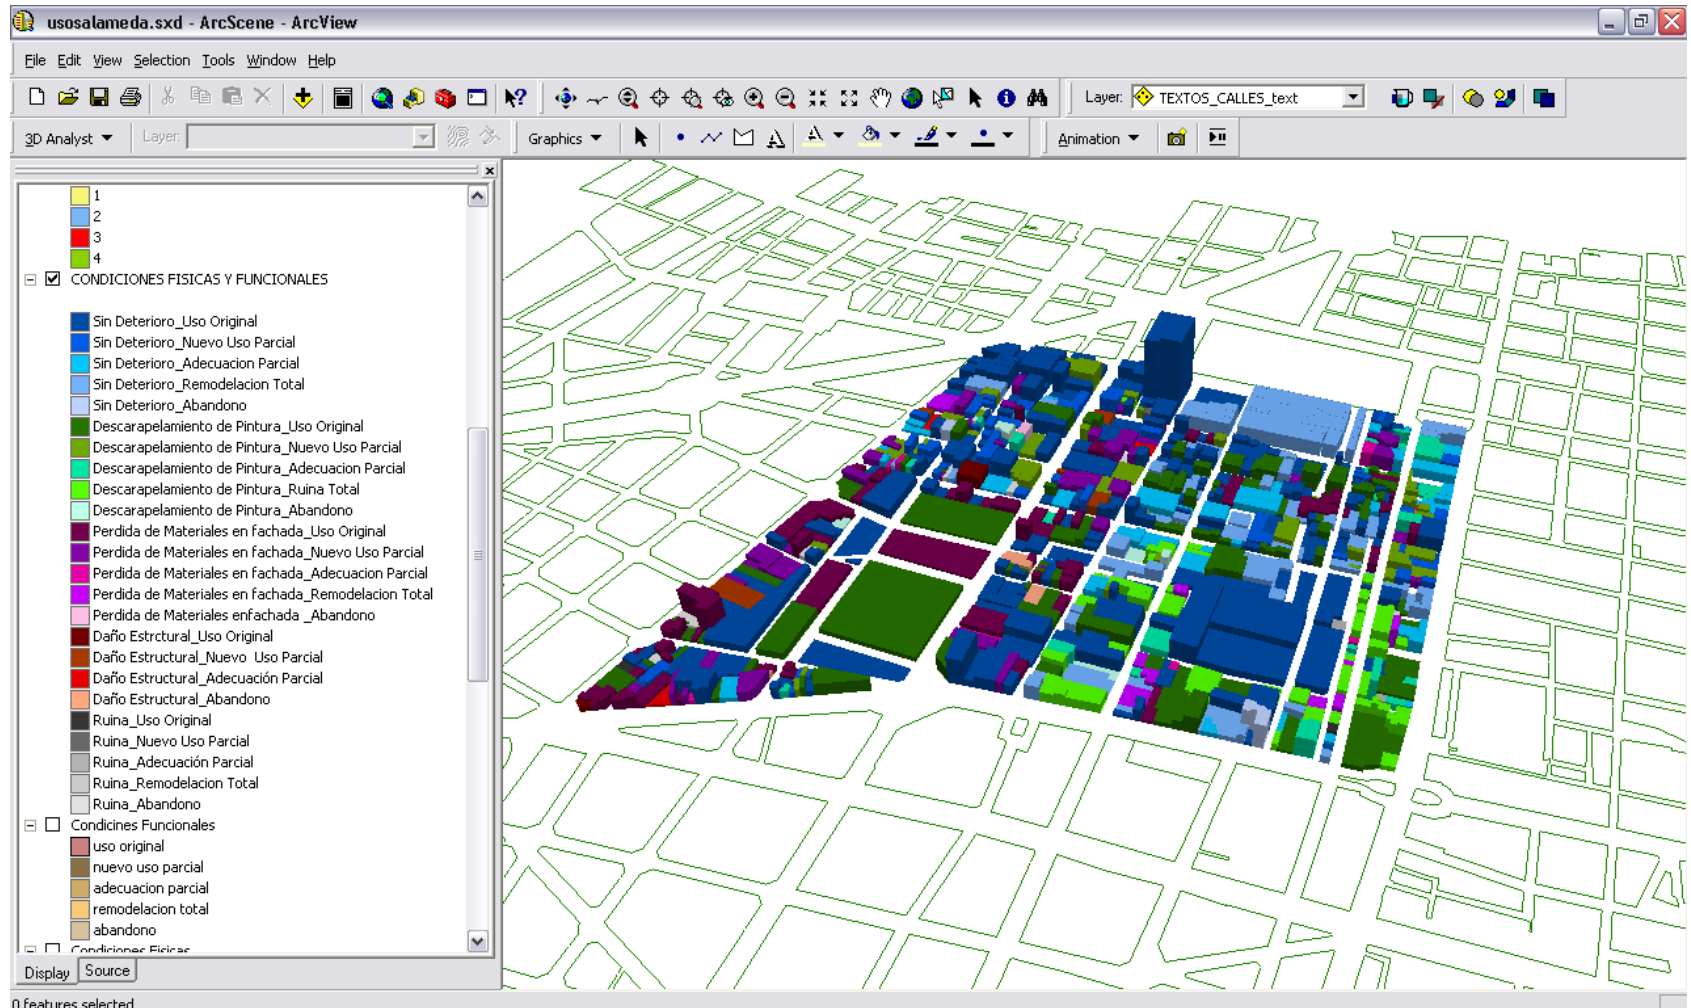 usosalameda.sxd - ArcScene - ArcView
File Edit View Selection Tools Window Help
Layer: TEXTOS_CALLES_text
3D Analyst Layer: Graphics A A Animation
1
2
3
4
CONDICIONES FISICAS Y FUNCIONALES
Sin Deterioro_Uso Original
Sin Deterioro_Nuevo Uso Parcial
Sin Deterioro_Adecuacion Parcial
Sin Deterioro_Remodelacion Total
Sin Deterioro_Abandono
Descarapelamiento de Pintura_Uso Original
Descarapelamiento de Pintura_Nuevo Uso Parcial
Descarapelamiento de Pintura_Adecuacion Parcial
Descarapelamiento de Pintura_Ruina Total
Descarapelamiento de Pintura_Abandono
Perdida de Materiales en fachada_Uso Original
Perdida de Materiales en fachada_Nuevo Uso Parcial
Perdida de Materiales en fachada_Adecuacion Parcial
Perdida de Materiales en fachada_Remodelacion Total
Perdida de Materiales enfachada _Abandono
Daño Estrctural_Uso Original
Daño Estructural_Nuevo  Uso Parcial
Daño Estructural_Adecuación Parcial
Daño Estructural_Abandono
Ruina_Uso Original
Ruina_Nuevo Uso Parcial
Ruina_Adecuación Parcial
Ruina_Remodelacion Total
Ruina_Abandono
Condicines Funcionales
uso original
nuevo uso parcial
adecuacion parcial
remodelacion total
abandono
Condiciones Fisicas
Display Source
0 features selected